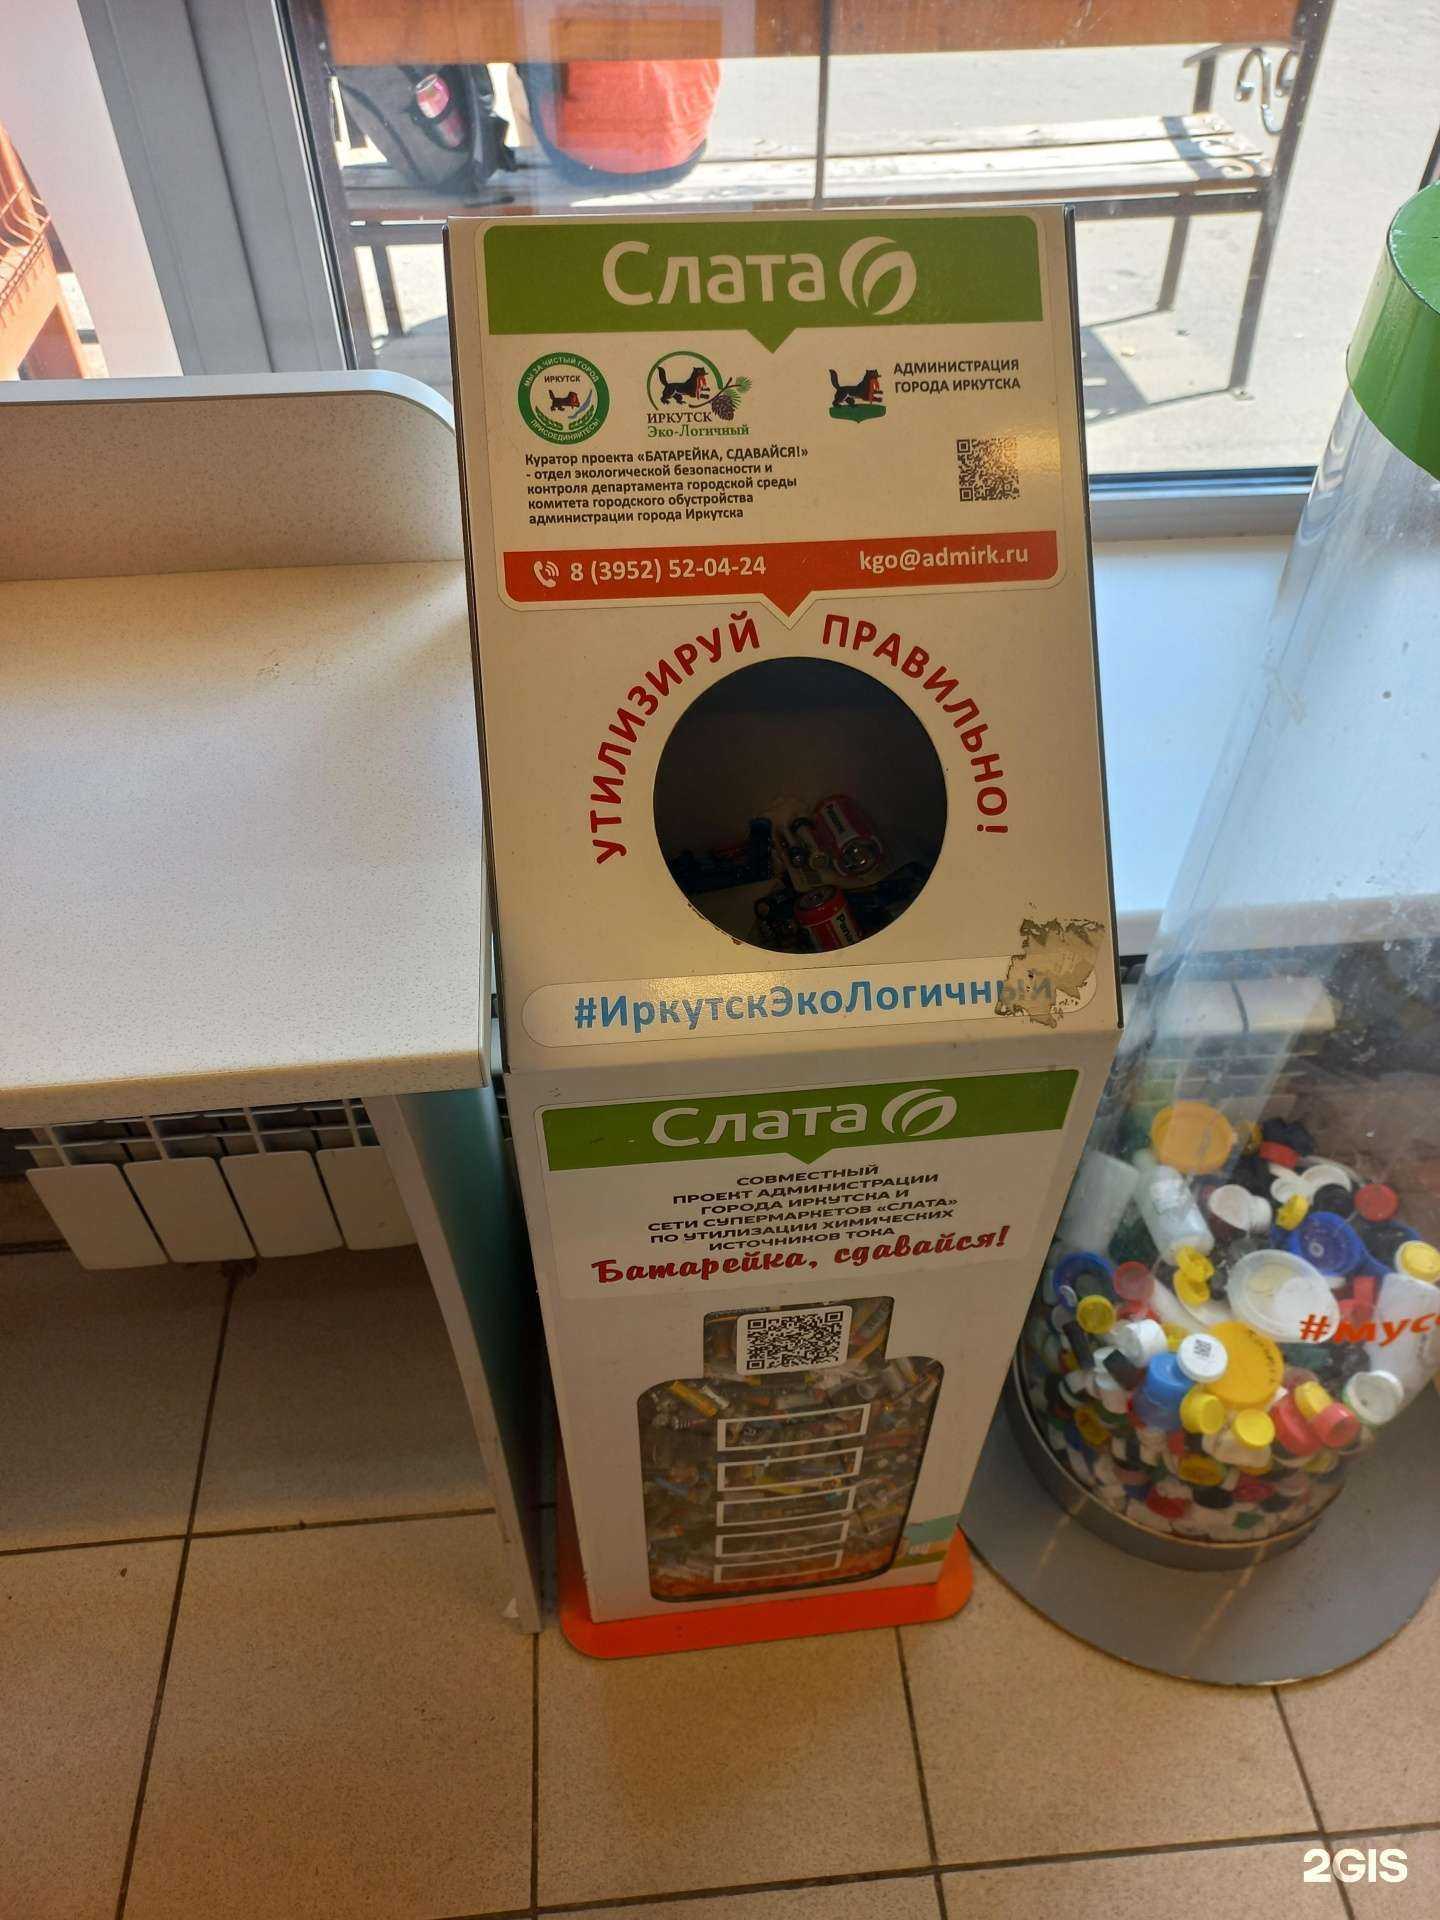 Слата
МЫ ЗА ЧИСТЫЙ ГОРОД
ИРКУТСК
ПРИСОЕДИНЯЙТЕСЬ!
ИРКУТСК
Эко-Логичный
АДМИНИСТРАЦИЯ
ГОРОДА ИРКУТСКА
Куратор проекта «БАТАРЕЙКА, СДАВАЙСЯ!»
- отдел экологической безопасности и
контроля департамента городской среды
комитета городского обустройства
администрации города Иркутска
8 (3952) 52-04-24
kgo@admirk.ru
УТИЛИЗИРУЙ ПРАВИЛЬНО!
#ИркутскЭкоЛогичный
Слата
СОВМЕСТНЫЙ
ПРОЕКТ АДМИНИСТРАЦИИ
ГОРОДА ИРКУТСКА И
СЕТИ СУПЕРМАРКЕТОВ «СЛАТА»
ПО УТИЛИЗАЦИИ ХИМИЧЕСКИХ
ИСТОЧНИКОВ ТОКА
Батарейка, сдавайся!
2GIS